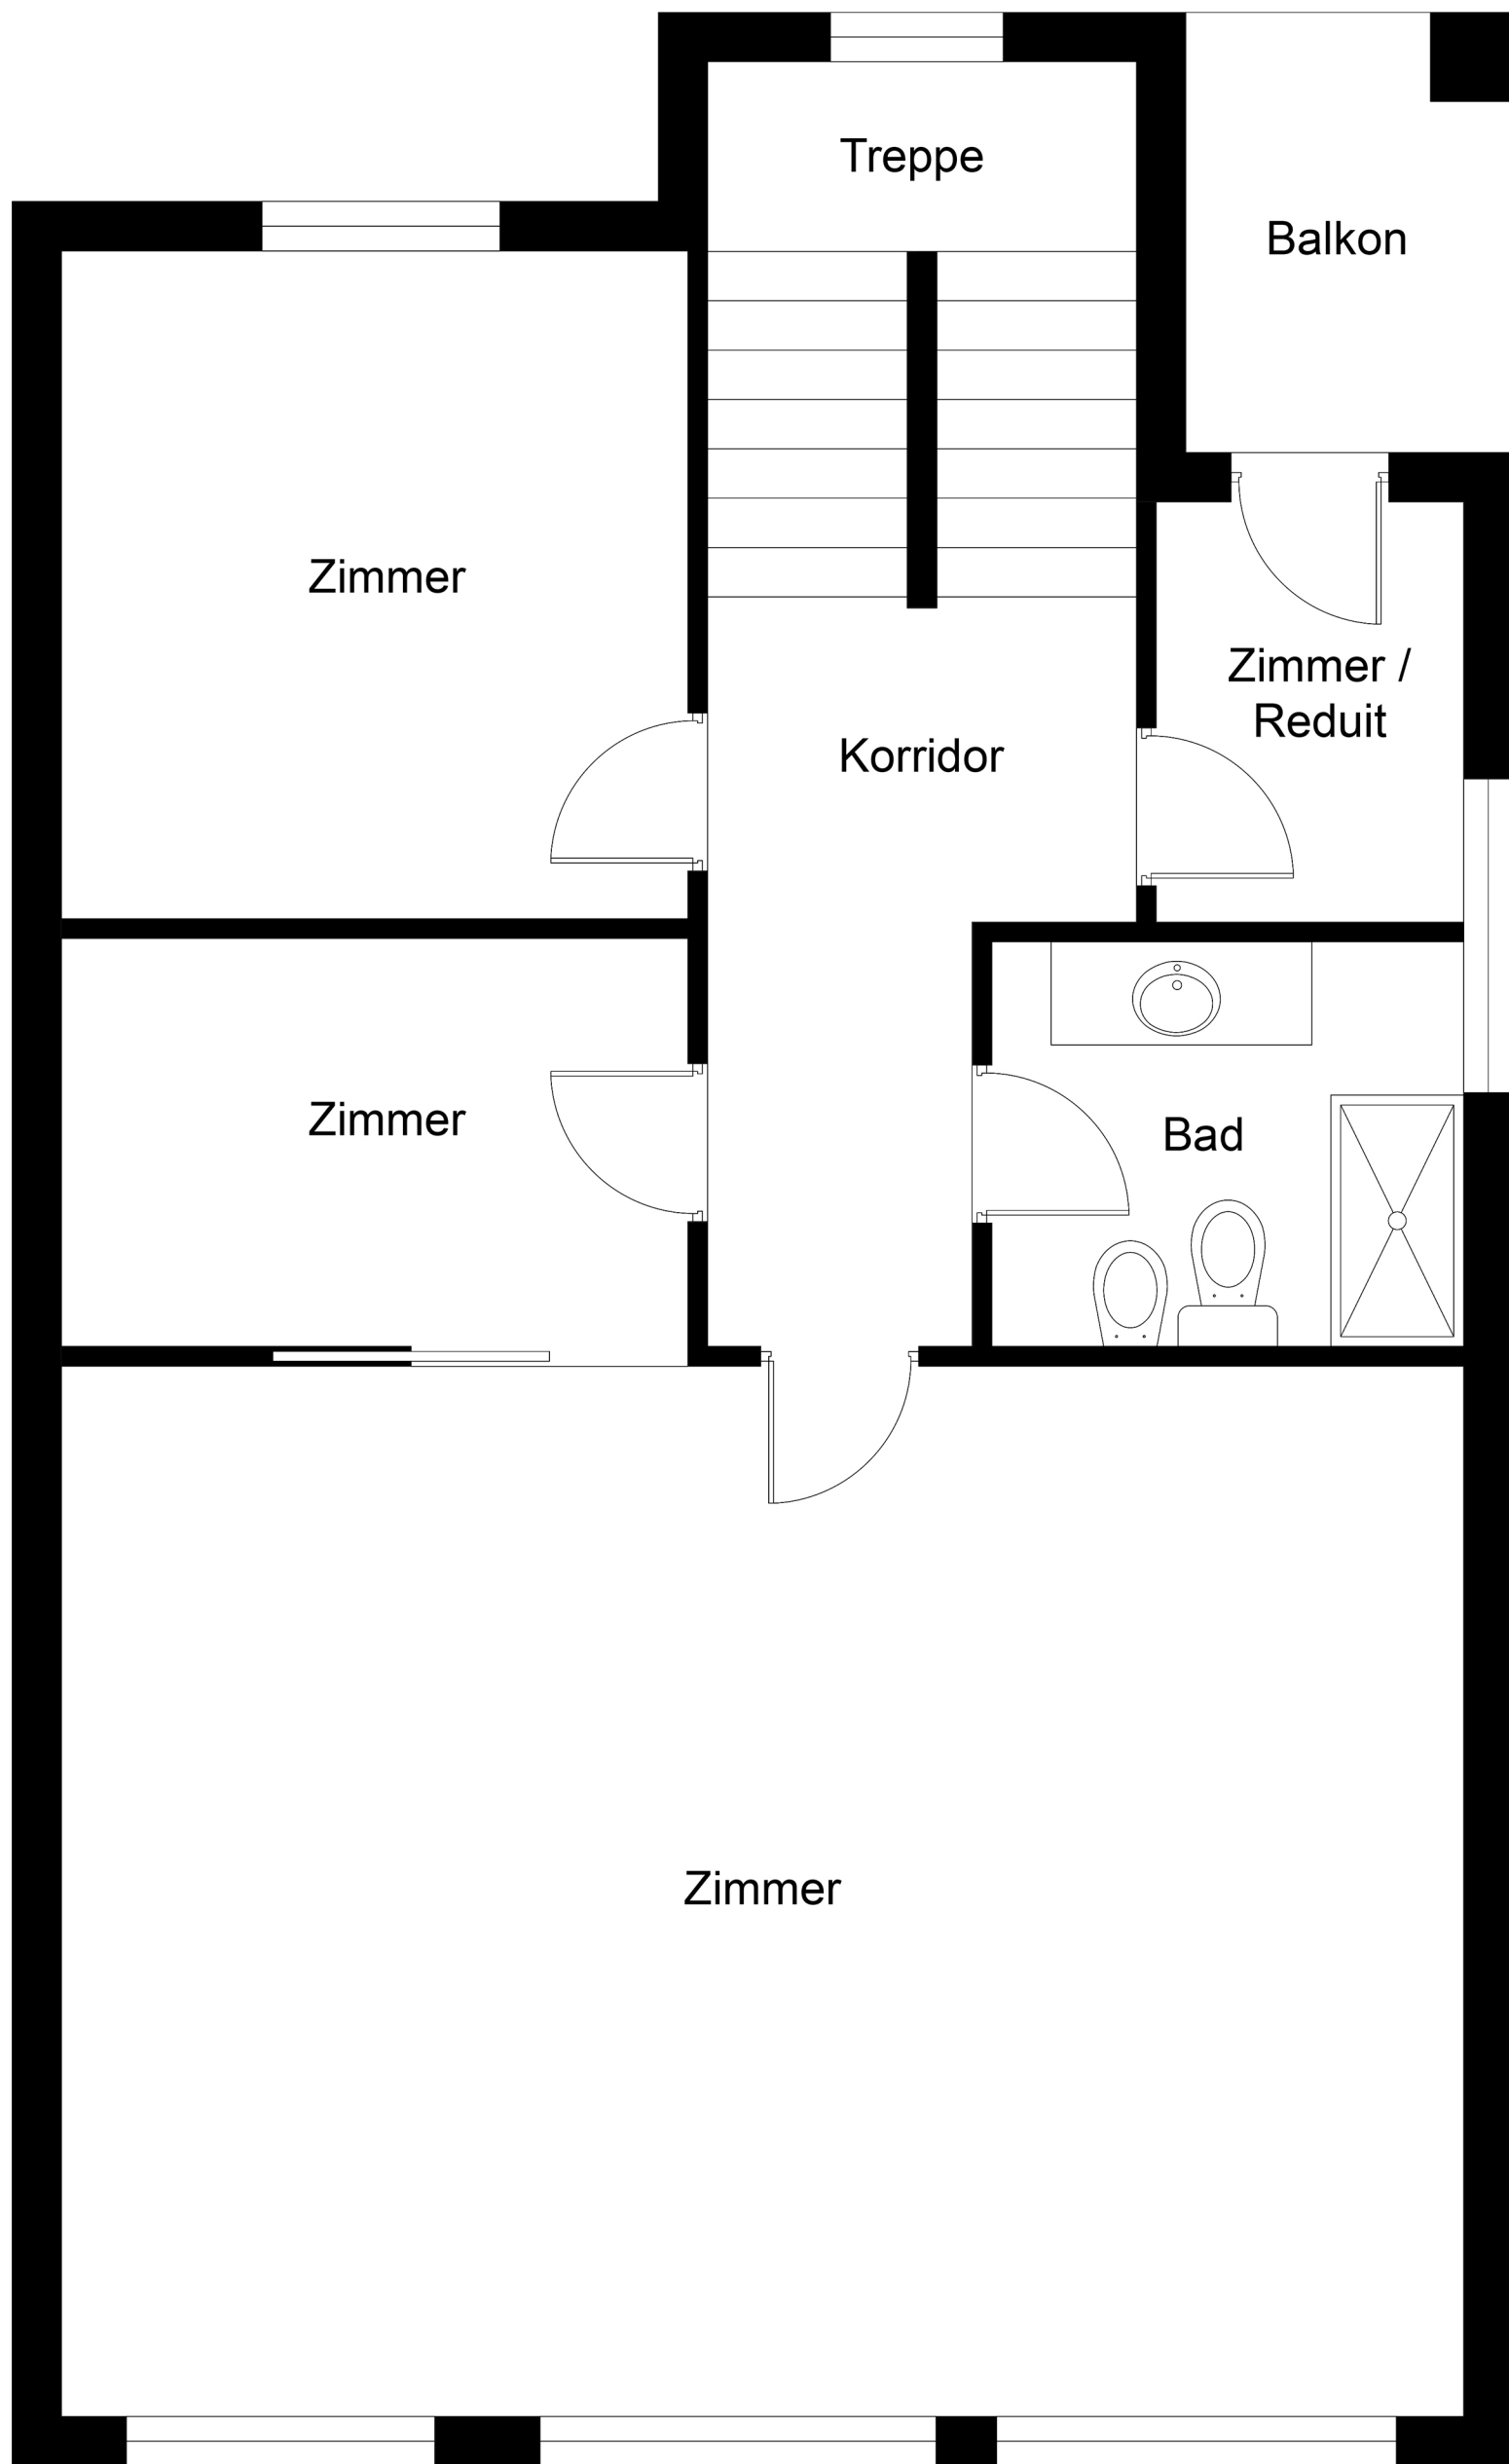 Treppe
Balkon
Zimmer
Zimmer /
Reduit
Korridor
Zimmer
Bad
Zimmer